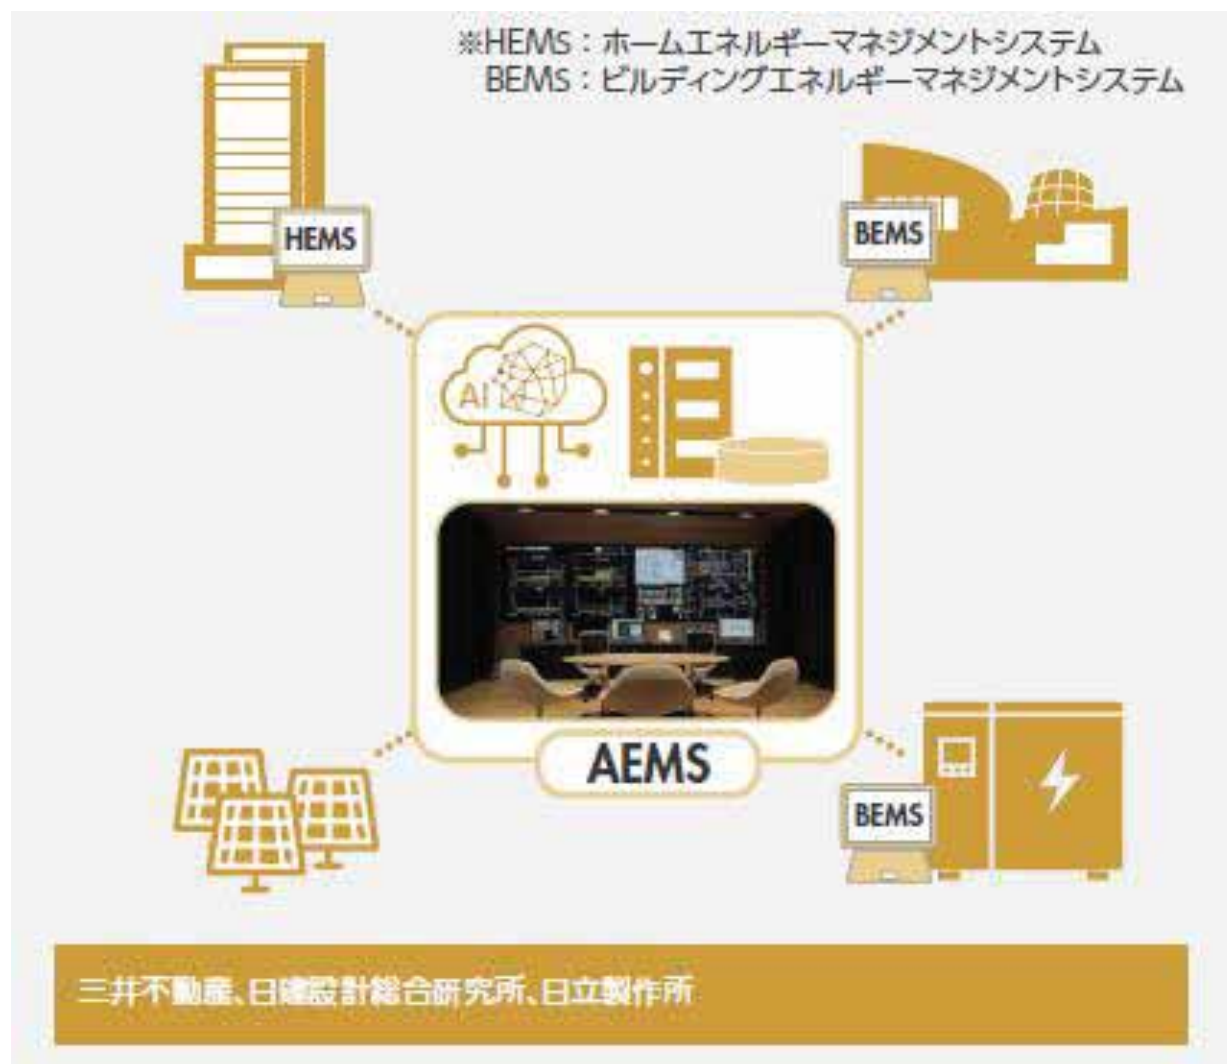 ※HEMS：ホームエネルギーマネジメントシステム
BEMS：ビルディングエネルギーマネジメントシステム
HEMS
BEMS
AI
AEMS
BEMS
三井不動産、日建設計総合研究所、日立製作所